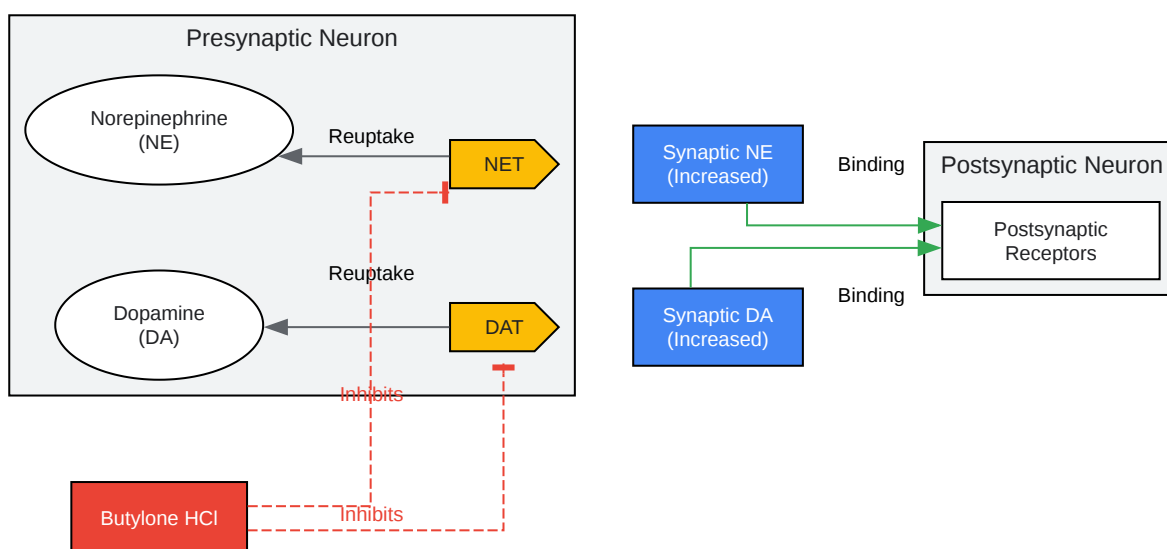 Presynaptic Neuron
Norepinephrine
(NE)
Reuptake
NET
Reuptake
Dopamine
(DA)
DAT
Inhibits
Butylone HCl
Inhibits
Synaptic NE
(Increased)
Binding
Postsynaptic Neuron
Postsynaptic
Receptors
Synaptic DA
(Increased)
Binding